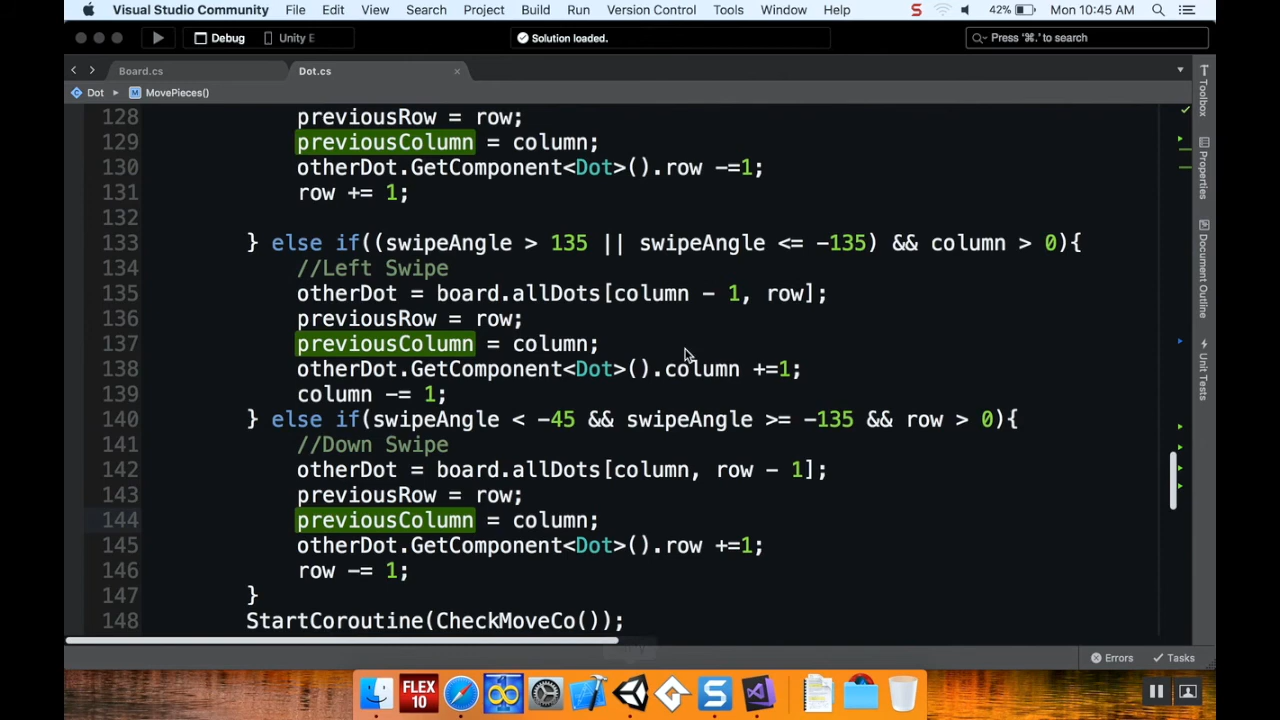 Visual Studio Community File Edit View Search Project Build Run Version Control Tools Window Help S 42% Mon 10:45 AM
Debug Unity E Solution loaded. Press ‘⌘.’ to search
Board.cs Dot.cs ×
Dot ▸ M MovePieces()
128 previousRow = row;
129 previousColumn = column;
130 otherDot.GetComponent<Dot>().row -=1;
131 row += 1;
132
133 } else if((swipeAngle > 135 || swipeAngle <= -135) && column > 0){
134 //Left Swipe
135 otherDot = board.allDots[column - 1, row];
136 previousRow = row;
137 previousColumn = column;
138 otherDot.GetComponent<Dot>().column +=1;
139 column -= 1;
140 } else if(swipeAngle < -45 && swipeAngle >= -135 && row > 0){
141 //Down Swipe
142 otherDot = board.allDots[column, row - 1];
143 previousRow = row;
144 previousColumn = column;
145 otherDot.GetComponent<Dot>().row +=1;
146 row -= 1;
147 }
148 StartCoroutine(CheckMoveCo());
Toolbox
Properties
Document Outline
Unit Tests
Errors Tasks
FLEX
10